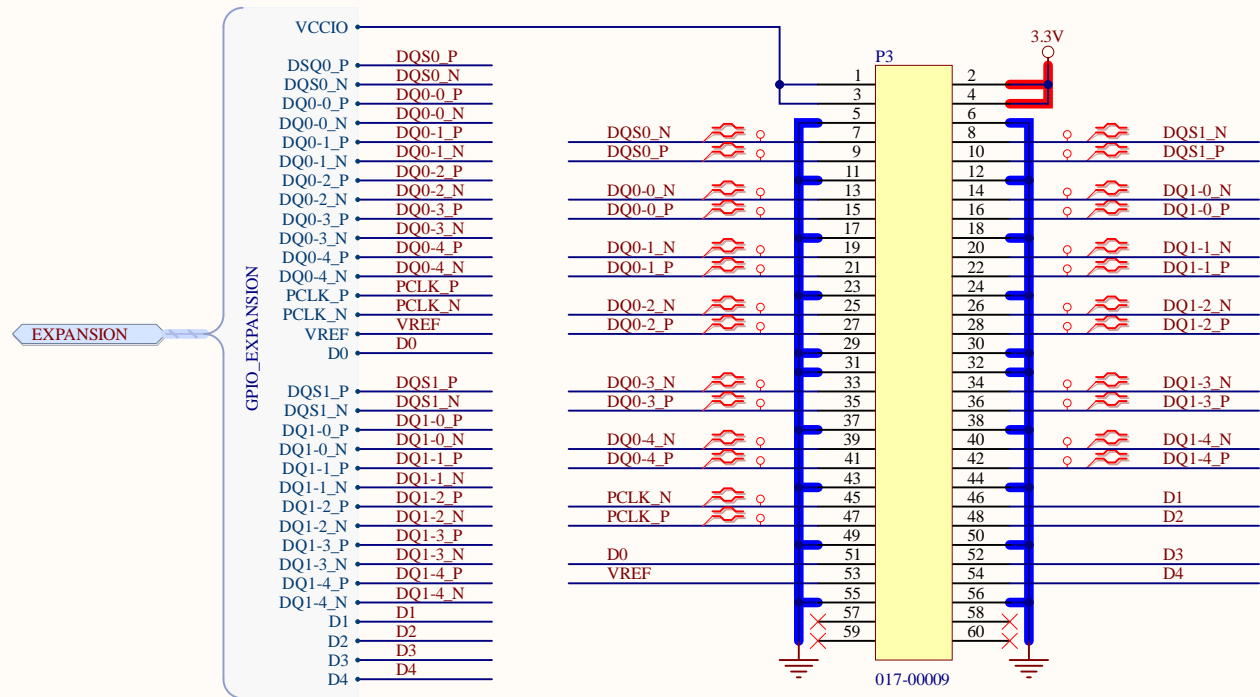 VCCIO
DSQ0_P DQS0_P
DQS0_N DQS0_N
DQ0-0_P DQ0-0_P
DQ0-0_N DQ0-0_N
DQ0-1_P DQ0-1_P
DQ0-1_N DQ0-1_N
DQ0-2_P DQ0-2_P
DQ0-2_N DQ0-2_N
DQ0-3_P DQ0-3_P
DQ0-3_N DQ0-3_N
DQ0-4_P DQ0-4_P
DQ0-4_N DQ0-4_N
PCLK_P PCLK_P
PCLK_N PCLK_N
VREF VREF
D0 D0
EXPANSION
GPIO_EXPANSION
DQS1_P DQS1_P
DQS1_N DQS1_N
DQ1-0_P DQ1-0_P
DQ1-0_N DQ1-0_N
DQ1-1_P DQ1-1_P
DQ1-1_N DQ1-1_N
DQ1-2_P DQ1-2_P
DQ1-2_N DQ1-2_N
DQ1-3_P DQ1-3_P
DQ1-3_N DQ1-3_N
DQ1-4_P DQ1-4_P
DQ1-4_N DQ1-4_N
D1 D1
D2 D2
D3 D3
D4 D4
P3 3.3V
1 2
3 4
5 6
DQS0_N 7 8 DQS1_N
DQS0_P 9 10 DQS1_P
11 12
DQ0-0_N 13 14 DQ1-0_N
DQ0-0_P 15 16 DQ1-0_P
17 18
DQ0-1_N 19 20 DQ1-1_N
DQ0-1_P 21 22 DQ1-1_P
23 24
DQ0-2_N 25 26 DQ1-2_N
DQ0-2_P 27 28 DQ1-2_P
29 30
31 32
DQ0-3_N 33 34 DQ1-3_N
DQ0-3_P 35 36 DQ1-3_P
37 38
DQ0-4_N 39 40 DQ1-4_N
DQ0-4_P 41 42 DQ1-4_P
43 44
PCLK_N 45 46 D1
PCLK_P 47 48 D2
49 50
D0 51 52 D3
VREF 53 54 D4
55 56
57 58
59 60
017-00009